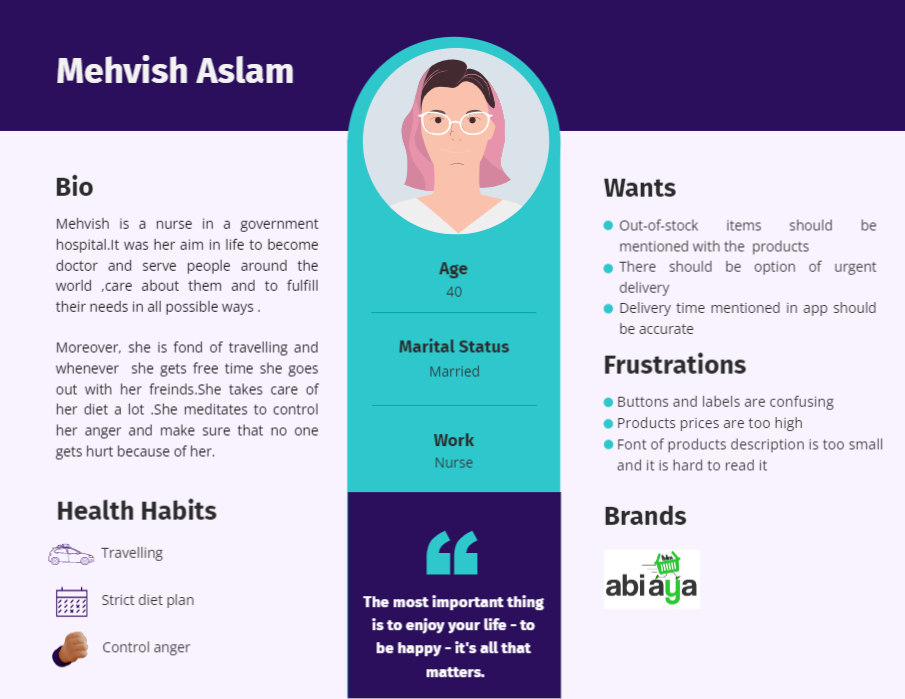 Mehvish Aslam
Bio
Mehvish is a nurse in a government
hospital.It was her aim in life to become
doctor and serve people around the
world ,care about them and to fulfill
their needs in all possible ways .
Moreover, she is fond of travelling and
whenever she gets free time she goes
out with her freinds.She takes care of
her diet a lot .She meditates to control
her anger and make sure that no one
gets hurt because of her.
Health Habits
Travelling
Strict diet plan
Control anger
Age
40
Marital Status
Married
Work
Nurse
The most important thing
is to enjoy your life - to
be happy - it's all that
matters.
Wants
Out-of-stock items should be
mentioned with the products
There should be option of urgent
delivery
Delivery time mentioned in app should
be accurate
Frustrations
Buttons and labels are confusing
Products prices are too high
Font of products description is too small
and it is hard to read it
Brands
abiáya